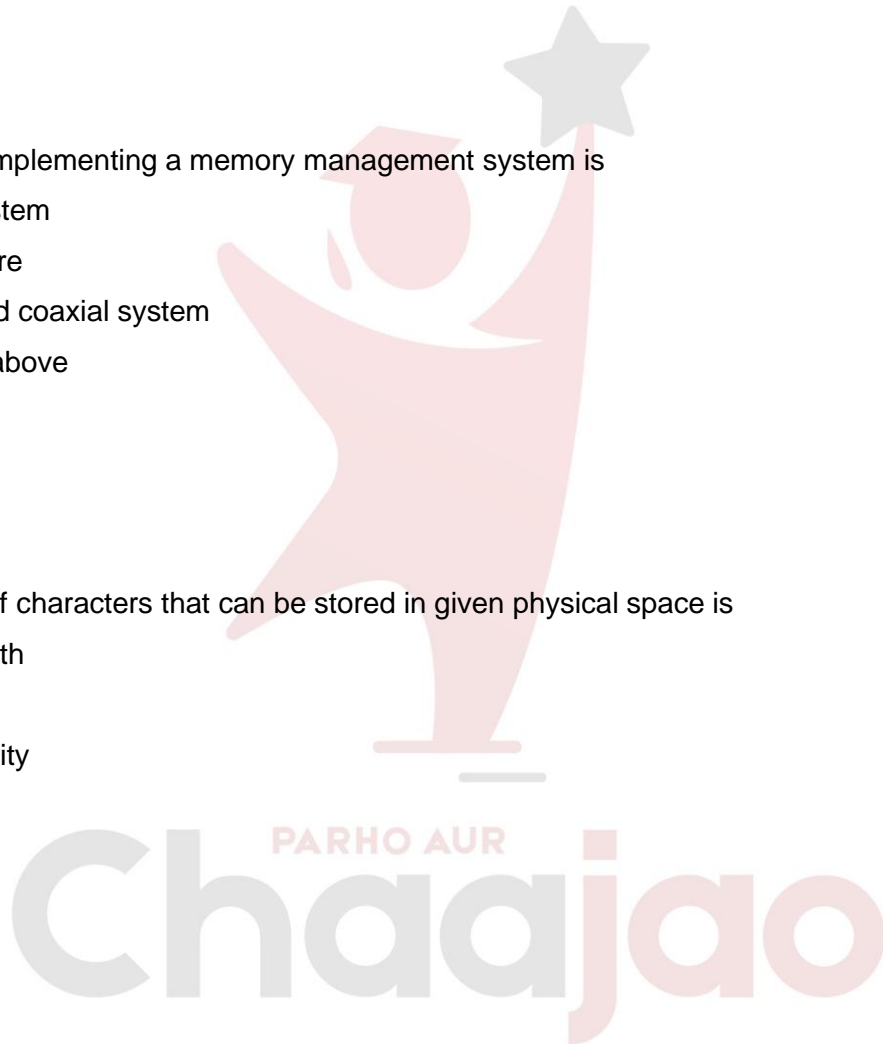 mplementing a memory management system is
stem
re
d coaxial system
above
f characters that can be stored in given physical space is
th
ity
PARHO AUR
Chaajao